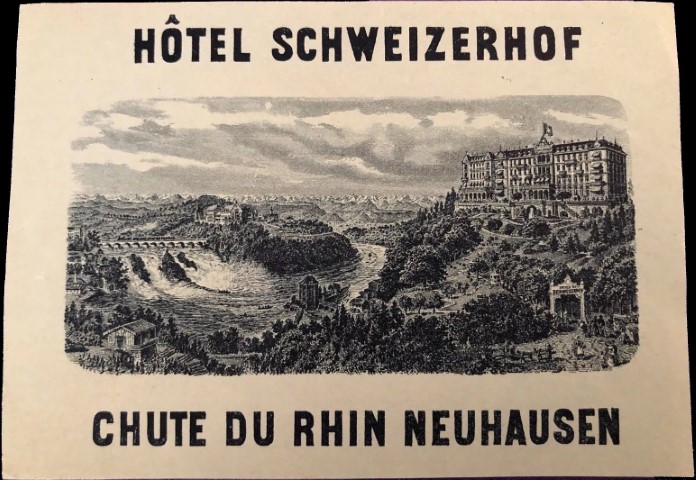 HÔTEL SCHWEIZERHOF
CHUTE DU RHIN NEUHAUSEN